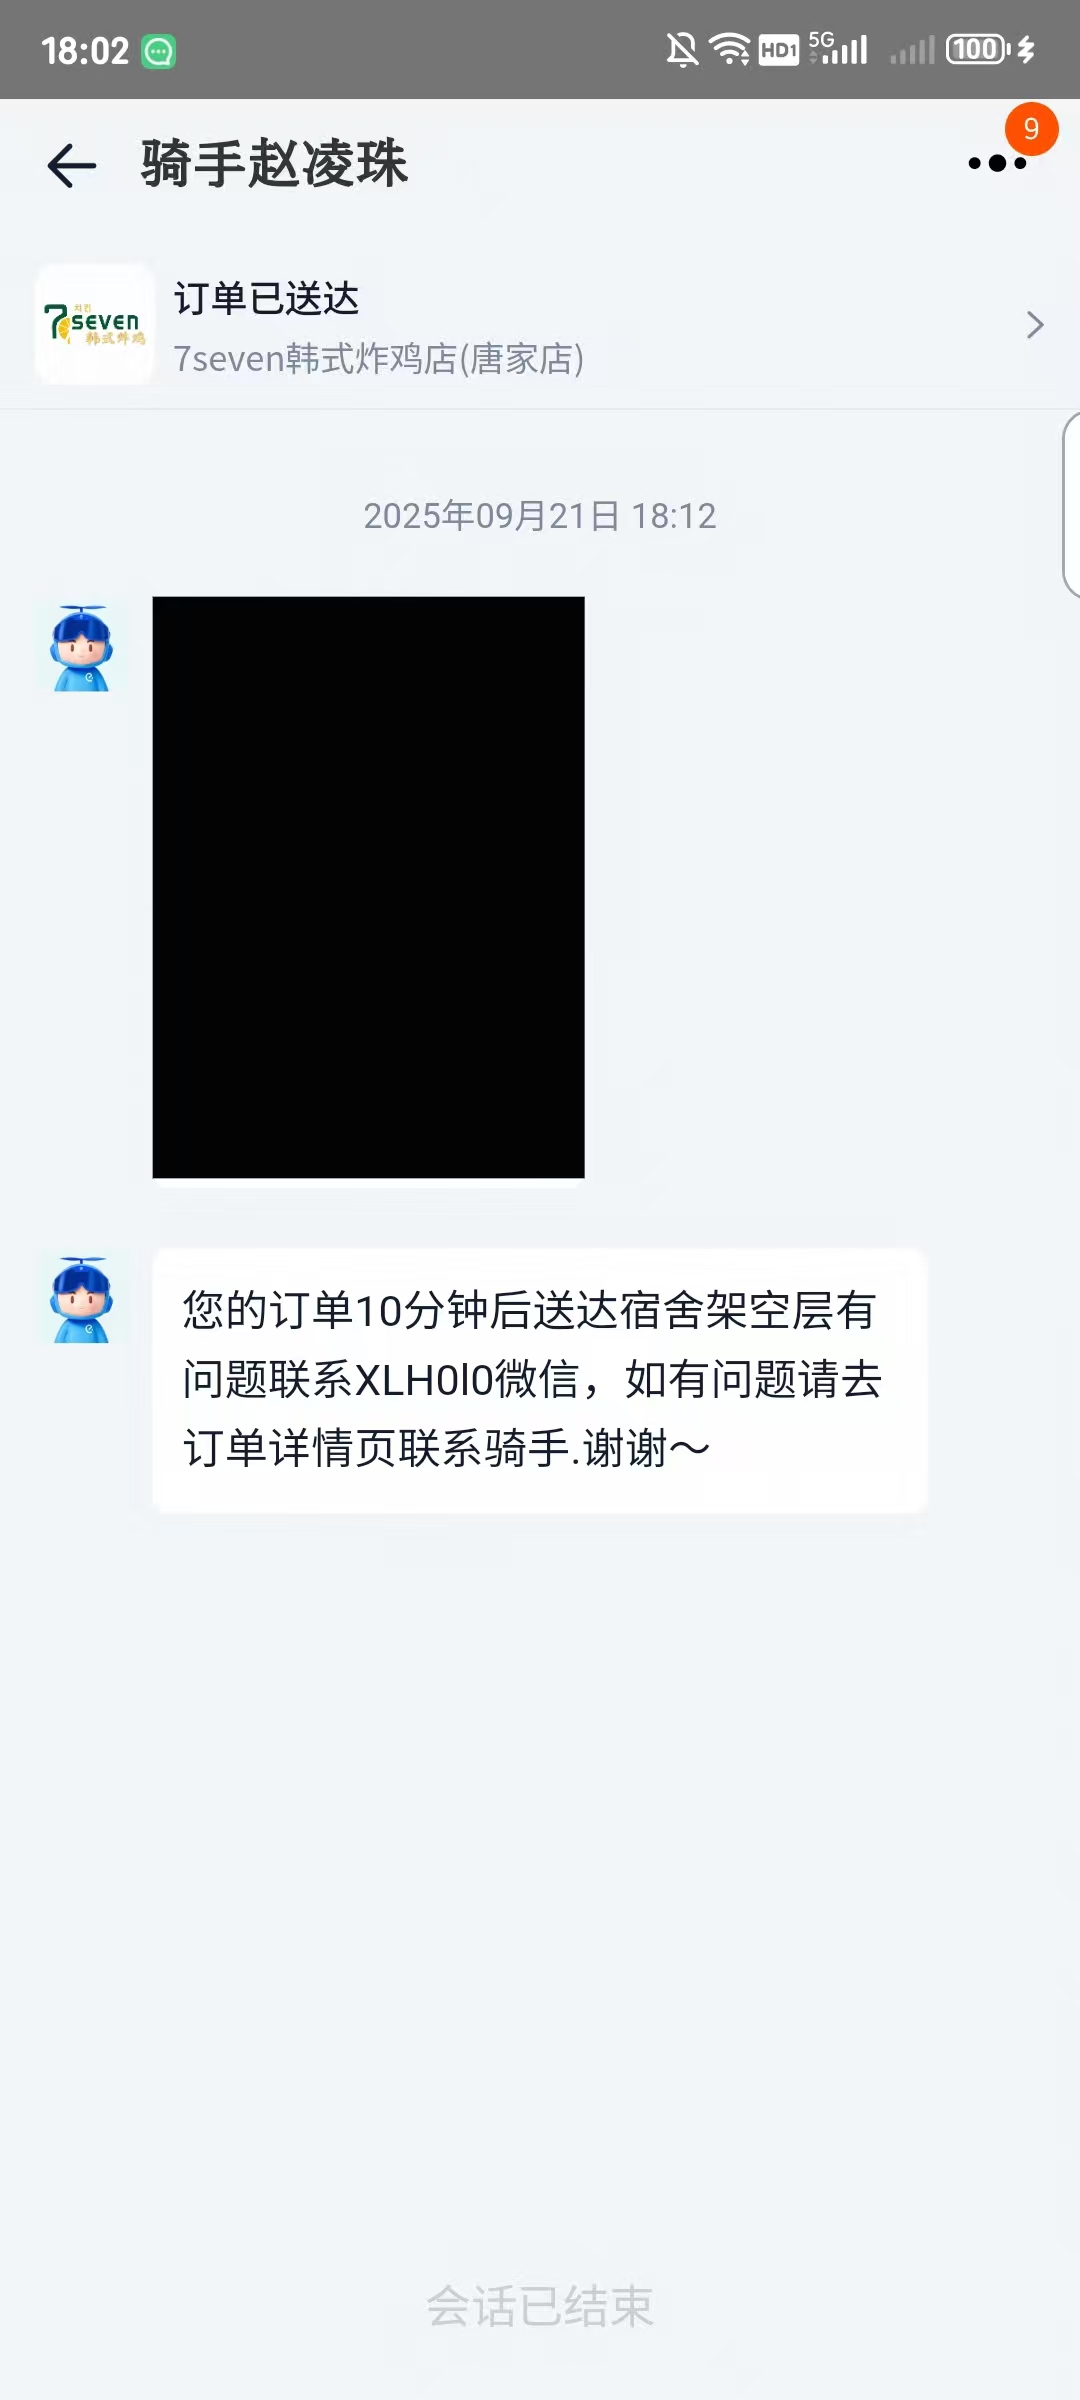 18:02
HD1 5G 100
骑手赵凌珠
9
订单已送达
치킨
7seven
韩式炸鸡
7seven韩式炸鸡店(唐家店)
2025年09月21日 18:12
您的订单10分钟后送达宿舍架空层有
问题联系XLH0l0微信，如有问题请去
订单详情页联系骑手.谢谢～
会话已结束